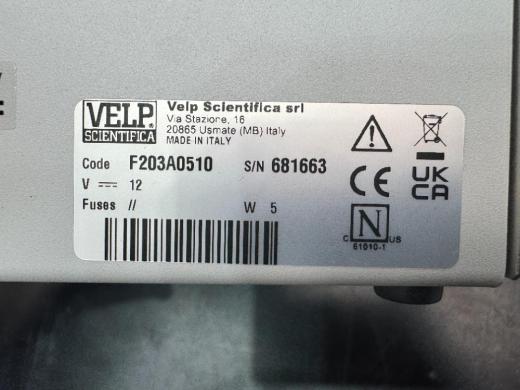 VELP
SCIENTIFICA
Velp Scientifica srl
Via Stazione, 16
20865 Usmate (MB) Italy
MADE IN ITALY
Code F203A0510 S/N 681663
V ⎓ 12
Fuses // W 5
CE
UK
CA
N
C US
61010-1